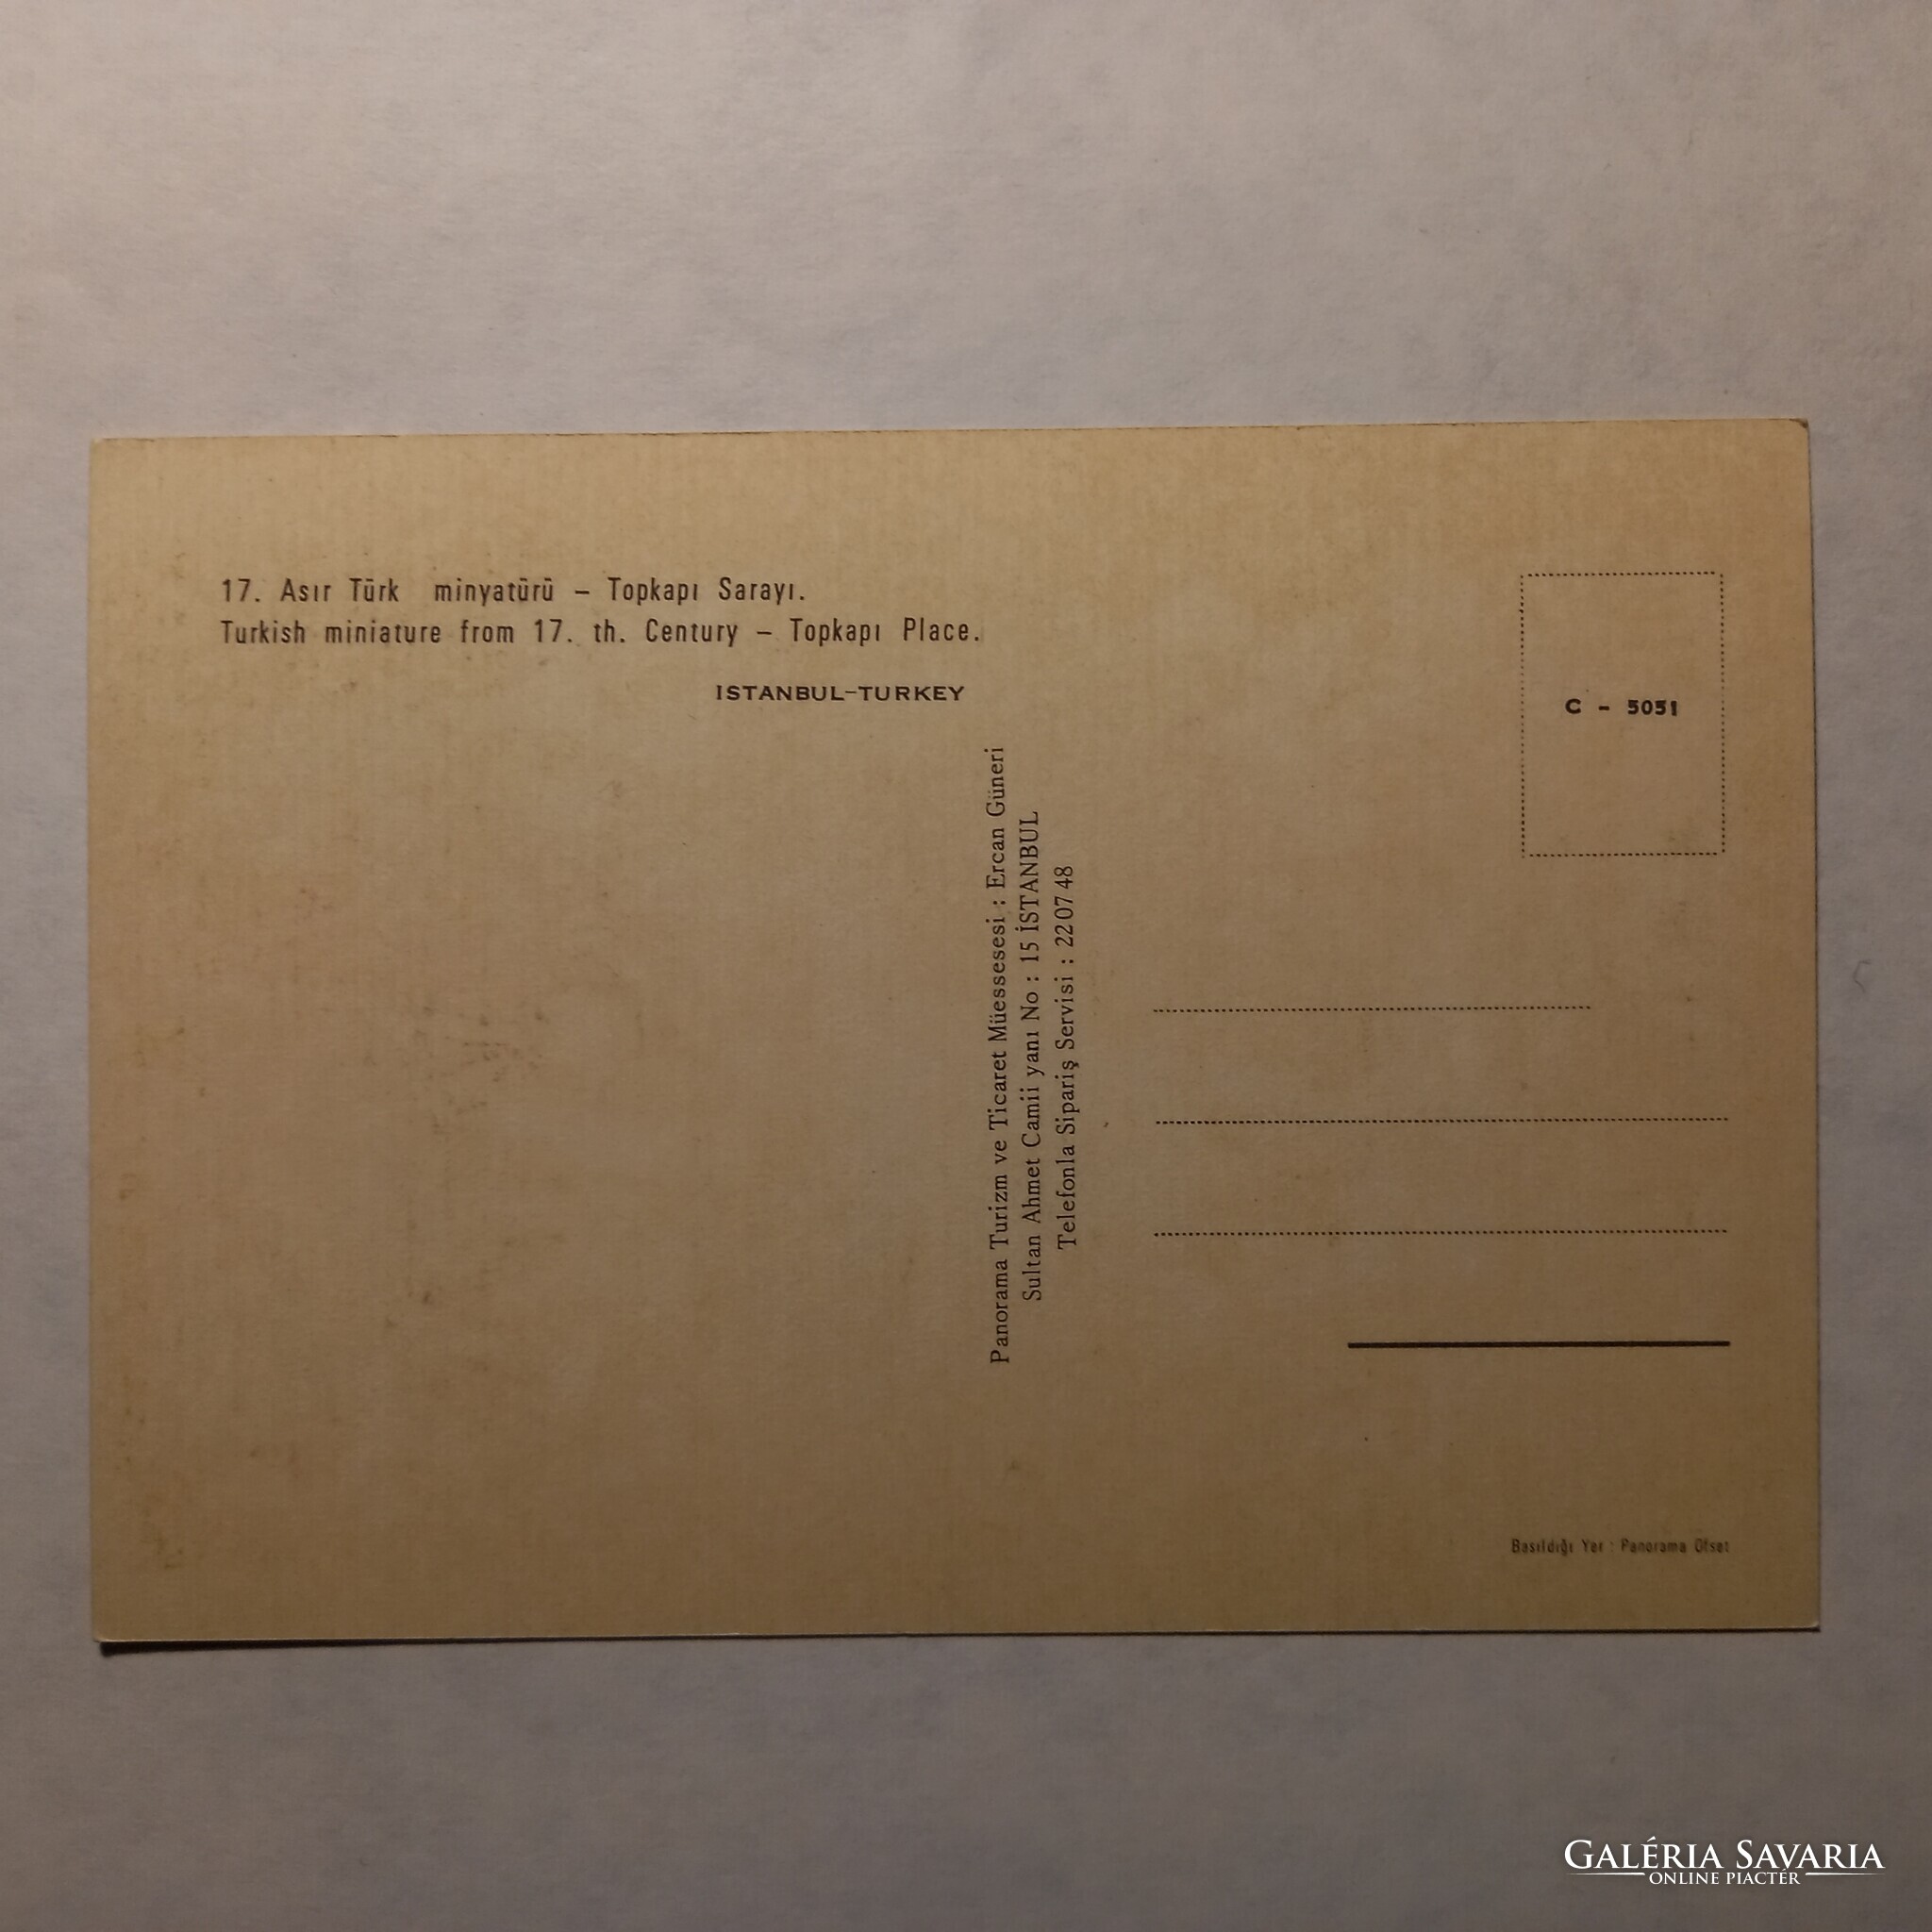 17. Asır Türk minyatürü – Topkapı Sarayı.
Turkish miniature from 17. th. Century – Topkapı Place.
ISTANBUL-TURKEY
C - 5051
Panorama Turizm ve Ticaret Müessesesi : Ercan Güneri
Sultan Ahmet Camii yanı No : 15 İSTANBUL
Telefonla Sipariş Servisi : 22 07 48
Basıldığı Yer : Panorama Ofset
GALÉRIA SAVARIA
ONLINE PIACTÉR